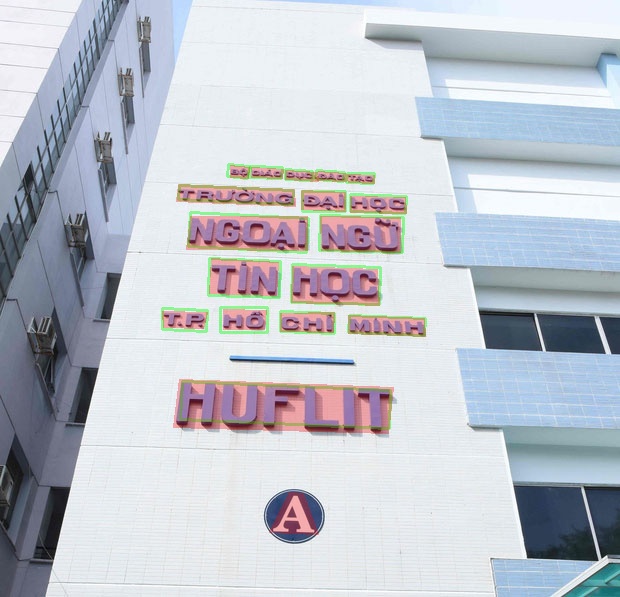 BỘ GIÁO DỤC ĐÀO TẠO
TRƯỜNG ĐẠI HỌC
NGOẠI NGỮ
TIN HỌC
T.P. HỒ CHÍ MINH
HUFLIT
A